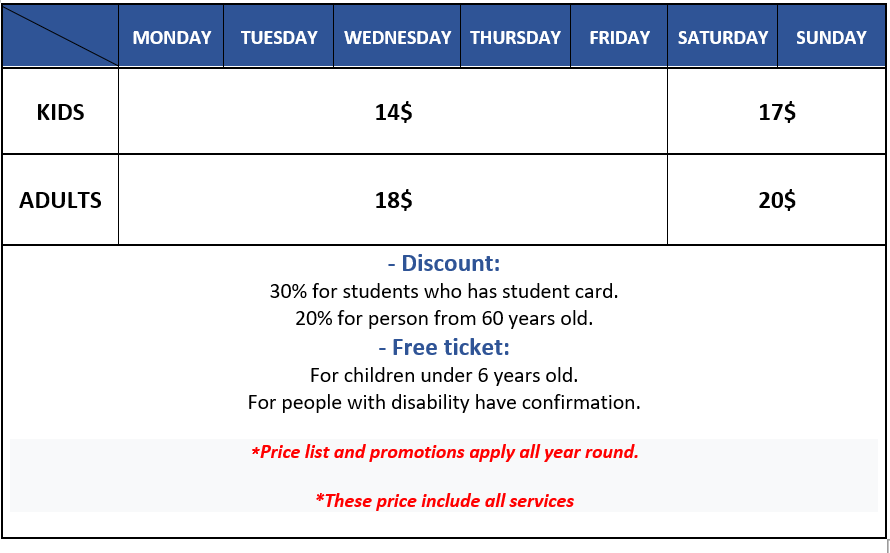 MONDAY TUESDAY WEDNESDAY THURSDAY FRIDAY SATURDAY SUNDAY
KIDS 14$ 17$
ADULTS 18$ 20$
- Discount:
30% for students who has student card.
20% for person from 60 years old.
- Free ticket:
For children under 6 years old.
For people with disability have confirmation.
*Price list and promotions apply all year round.
*These price include all services